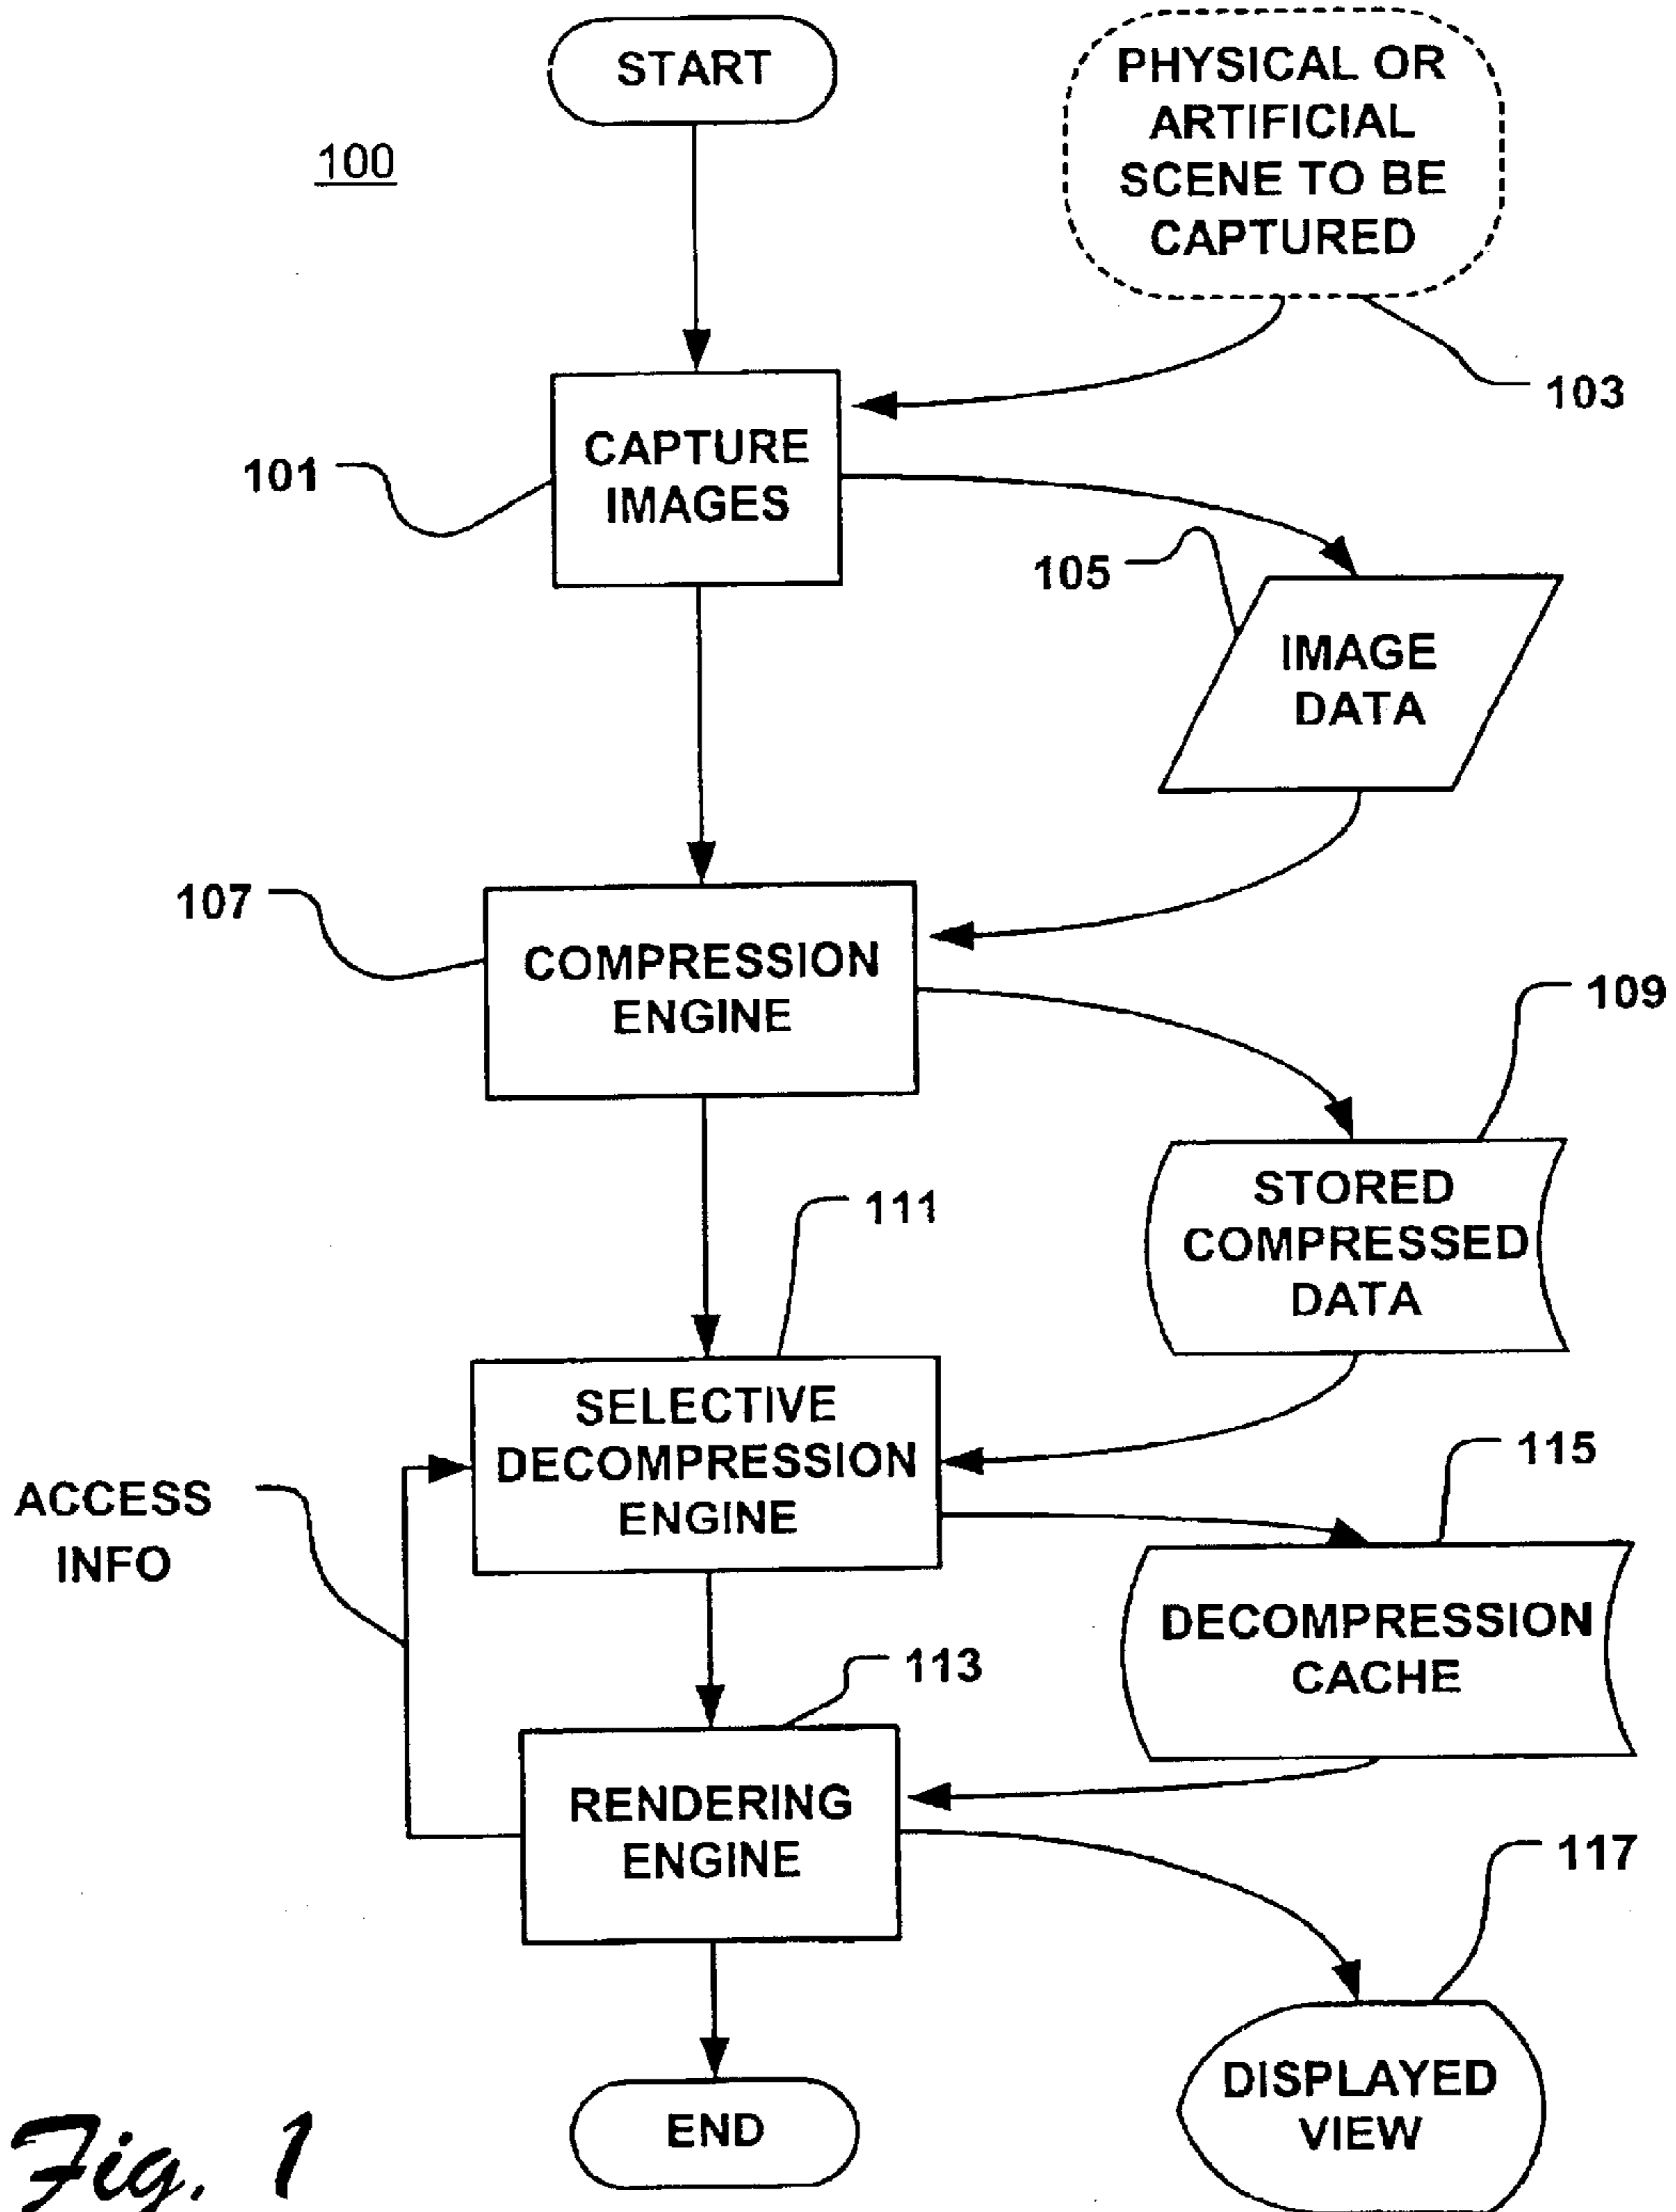 START
PHYSICAL OR
ARTIFICIAL
SCENE TO BE
CAPTURED
100
103
CAPTURE
IMAGES
101
105
IMAGE
DATA
107
COMPRESSION
ENGINE
109
STORED
COMPRESSED
DATA
111
SELECTIVE
DECOMPRESSION
ENGINE
ACCESS
INFO
115
DECOMPRESSION
CACHE
113
RENDERING
ENGINE
117
DISPLAYED
VIEW
END
Fig. 1